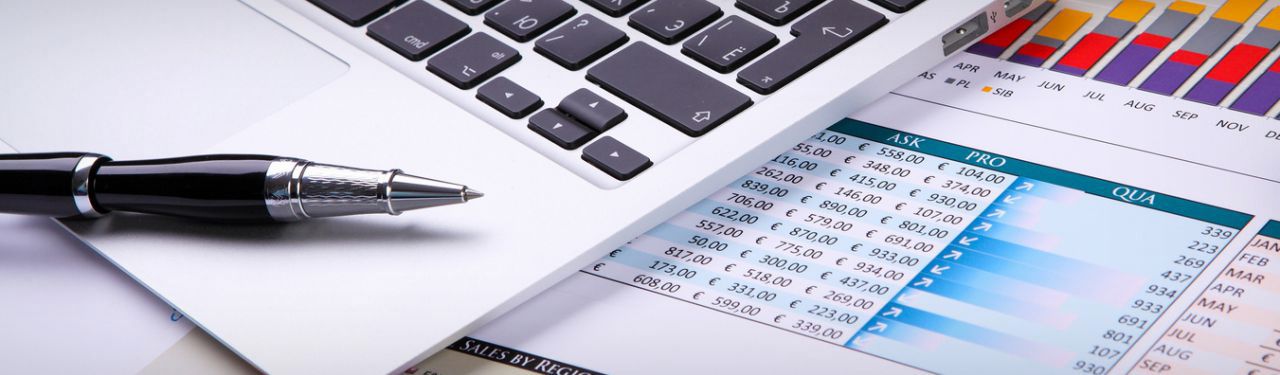 cmd
alt
?
Ю
Э
Ё
Ъ
APR MAY JUN JUL AUG SEP NOV
AS PL SIB
ASK PRO QUA
€ 558,00 € 104,00
55,00 € 348,00 € 374,00
116,00 € 415,00 € 930,00
262,00 € 146,00 € 107,00
839,00 € 890,00 € 801,00
706,00 € 579,00 € 691,00
622,00 € 870,00 € 933,00
557,00 € 775,00 € 934,00
50,00 € 300,00 € 437,00
817,00 € 518,00 € 269,00
€ 173,00 € 331,00 € 223,00
€ 608,00 € 599,00 € 339,00
339
223
269
437
934
933
691
801
107
930
JAN
FEB
MAR
APR
MAY
JUN
JUL
AUG
SEP
SALES BY REGION